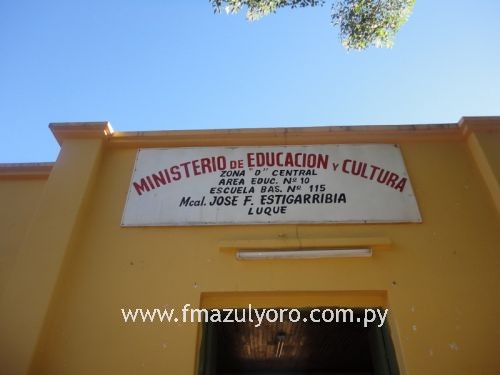 MINISTERIO DE EDUCACION Y CULTURA
ZONA "D" CENTRAL
AREA EDUC. Nº 10
ESCUELA BAS. Nº 115
Mcal. JOSE F. ESTIGARRIBIA
LUQUE
www.fmazulyoro.com.py